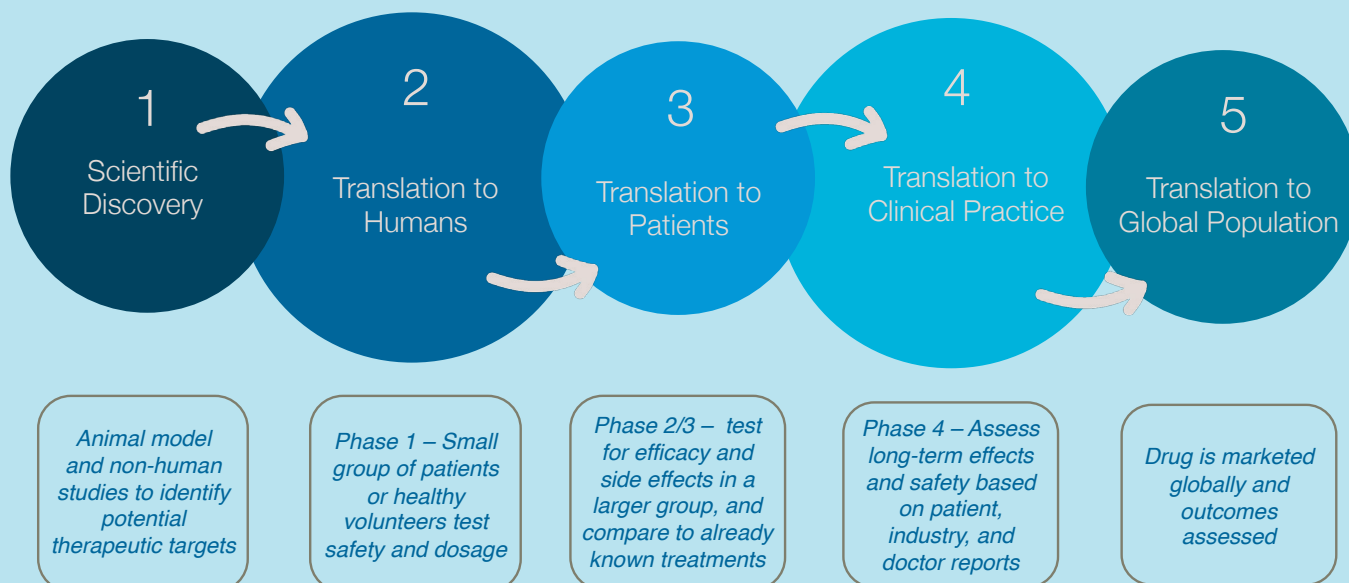 1
Scientific
Discovery
2
Translation to
Humans
3
Translation to
Patients
4
Translation to
Clinical Practice
5
Translation to
Global Population
Animal model
and non-human
studies to identify
potential
therapeutic targets
Phase 1 – Small
group of patients
or healthy
volunteers test
safety and dosage
Phase 2/3 – test
for efficacy and
side effects in a
larger group, and
compare to already
known treatments
Phase 4 – Assess
long-term effects
and safety based
on patient,
industry, and
doctor reports
Drug is marketed
globally and
outcomes
assessed